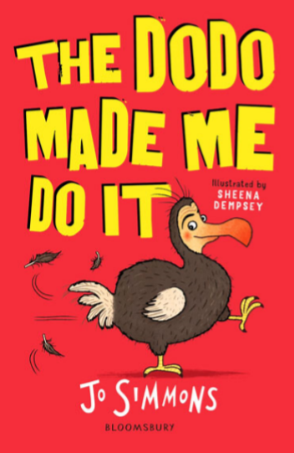 THE DODO
MADE ME
DO IT
Illustrated by
SHEENA
DEMPSEY
JO SIMMONS
BLOOMSBURY